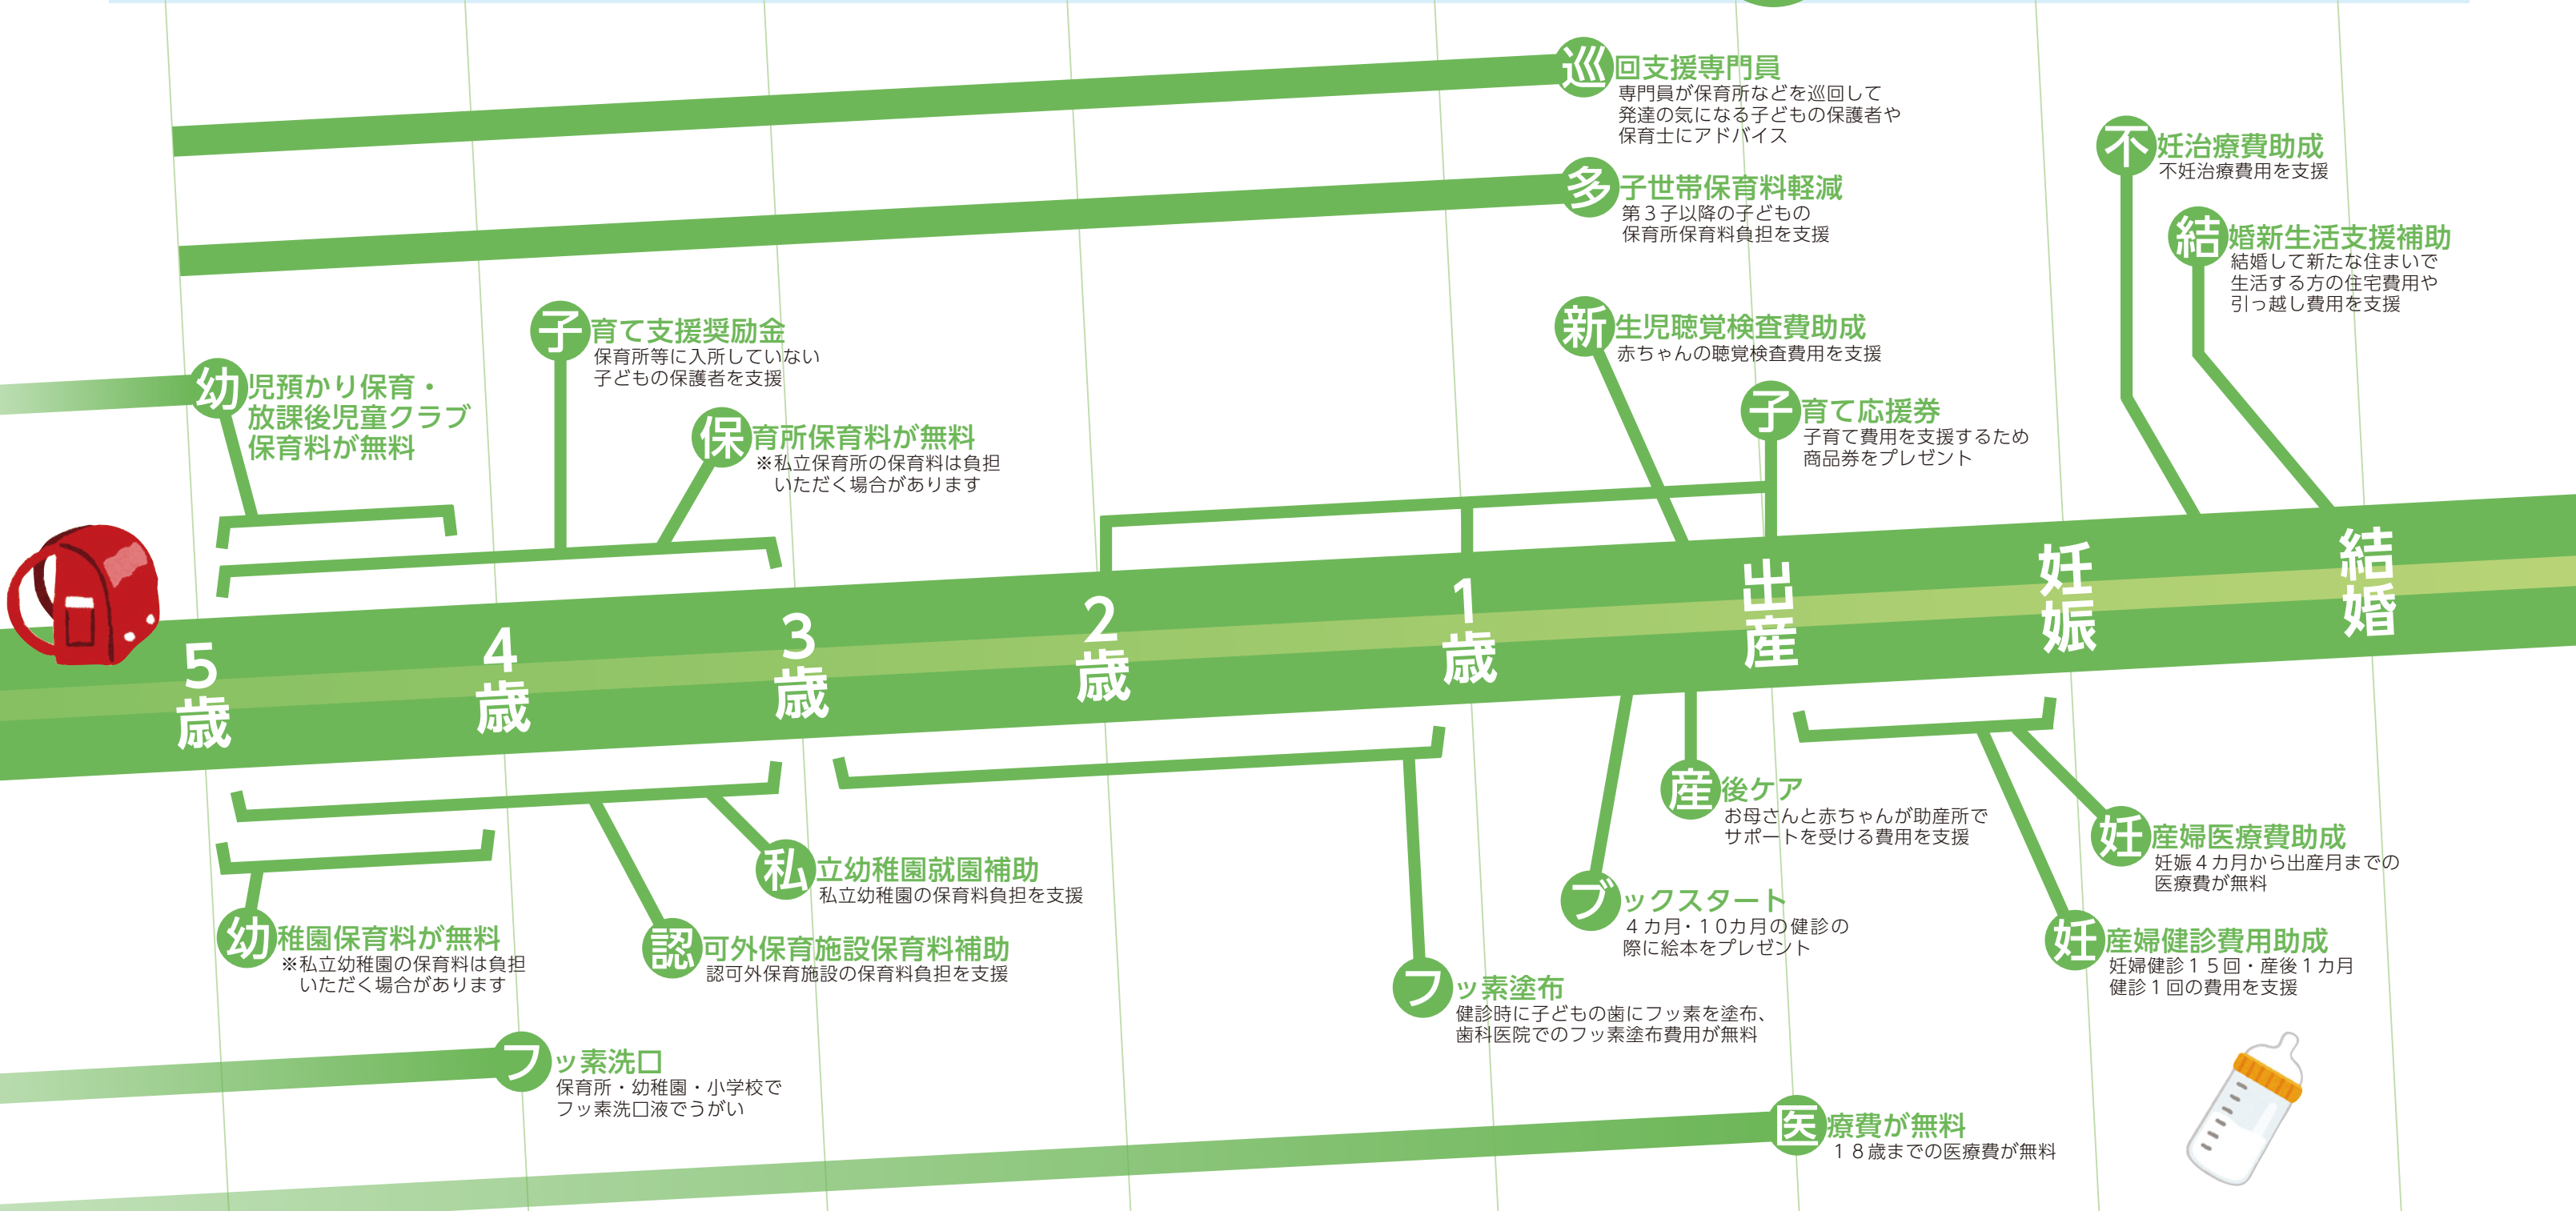 巡回支援専門員
専門員が保育所などを巡回して
発達の気になる子どもの保護者や
保育士にアドバイス
多子世帯保育料軽減
第３子以降の子どもの
保育所保育料負担を支援
不妊治療費助成
不妊治療費用を支援
結婚新生活支援補助
結婚して新たな住まいで
生活する方の住宅費用や
引っ越し費用を支援
子育て支援奨励金
保育所等に入所していない
子どもの保護者を支援
新生児聴覚検査費助成
赤ちゃんの聴覚検査費用を支援
幼児預かり保育・
放課後児童クラブ
保育料が無料
保育所保育料が無料
※私立保育所の保育料は負担
いただく場合があります
子育て応援券
子育て費用を支援するため
商品券をプレゼント
5歳
4歳
3歳
2歳
1歳
出産
妊娠
結婚
産後ケア
お母さんと赤ちゃんが助産所で
サポートを受ける費用を支援
妊産婦医療費助成
妊娠４カ月から出産月までの
医療費が無料
私立幼稚園就園補助
私立幼稚園の保育料負担を支援
ブックスタート
４カ月・１０カ月の健診の
際に絵本をプレゼント
幼稚園保育料が無料
※私立幼稚園の保育料は負担
いただく場合があります
認可外保育施設保育料補助
認可外保育施設の保育料負担を支援
妊産婦健診費用助成
妊婦健診１５回・産後１カ月
健診１回の費用を支援
フッ素塗布
健診時に子どもの歯にフッ素を塗布、
歯科医院でのフッ素塗布費用が無料
フッ素洗口
保育所・幼稚園・小学校で
フッ素洗口液でうがい
医療費が無料
１８歳までの医療費が無料